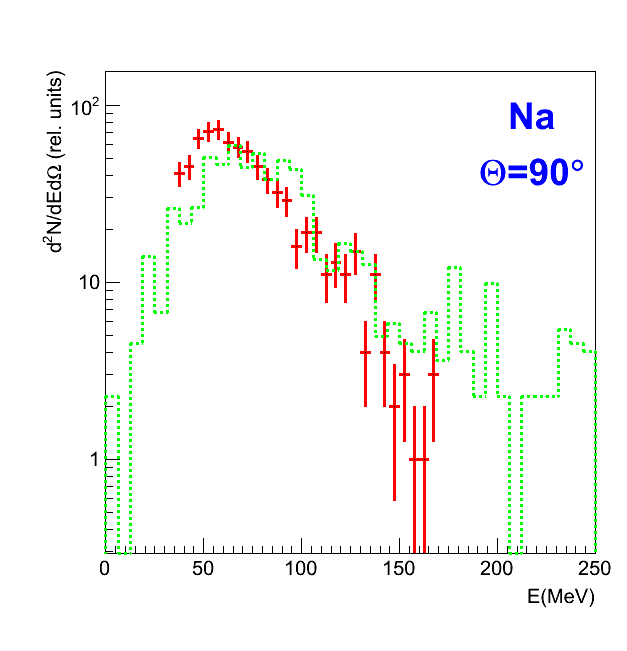 d²N/dEdΩ (rel. units)
10²
10
1
Na
Θ=90°
0 50 100 150 200 250
E(MeV)